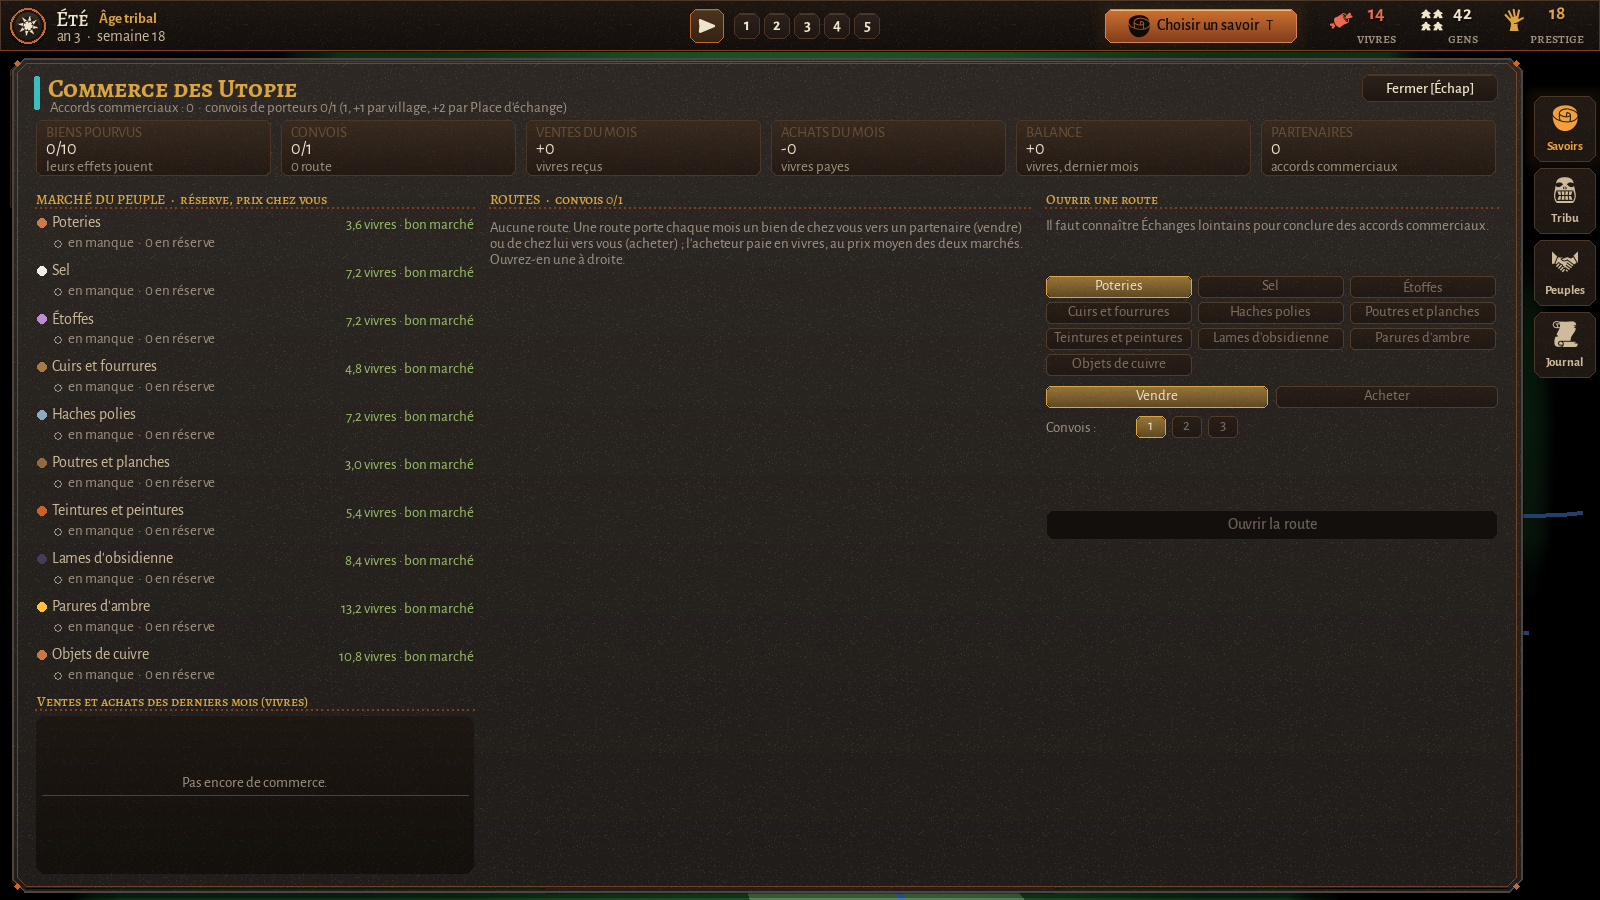 Été Âge tribal
an 3 · semaine 18
1 2 3 4 5
Choisir un savoir T
14
VIVRES
42
GENS
18
PRESTIGE
Commerce des Utopie
Accords commerciaux : 0 · convois de porteurs 0/1 (1, +1 par village, +2 par Place d'échange)
Fermer [Échap]
BIENS POURVUS
0/10
leurs effets jouent
CONVOIS
0/1
0 route
VENTES DU MOIS
+0
vivres reçus
ACHATS DU MOIS
-0
vivres payes
BALANCE
+0
vivres, dernier mois
PARTENAIRES
0
accords commerciaux
MARCHÉ DU PEUPLE · RÉSERVE, PRIX CHEZ VOUS
Poteries 3,6 vivres · bon marché
en manque · 0 en réserve
Sel 7,2 vivres · bon marché
en manque · 0 en réserve
Étoffes 7,2 vivres · bon marché
en manque · 0 en réserve
Cuirs et fourrures 4,8 vivres · bon marché
en manque · 0 en réserve
Haches polies 7,2 vivres · bon marché
en manque · 0 en réserve
Poutres et planches 3,0 vivres · bon marché
en manque · 0 en réserve
Teintures et peintures 5,4 vivres · bon marché
en manque · 0 en réserve
Lames d'obsidienne 8,4 vivres · bon marché
en manque · 0 en réserve
Parures d'ambre 13,2 vivres · bon marché
en manque · 0 en réserve
Objets de cuivre 10,8 vivres · bon marché
en manque · 0 en réserve
Ventes et achats des derniers mois (vivres)
Pas encore de commerce.
ROUTES · CONVOIS 0/1
Aucune route. Une route porte chaque mois un bien de chez vous vers un partenaire (vendre)
ou de chez lui vers vous (acheter) ; l'acheteur paie en vivres, au prix moyen des deux marchés.
Ouvrez-en une à droite.
Ouvrir une route
Il faut connaître Échanges lointains pour conclure des accords commerciaux.
Poteries Sel Étoffes
Cuirs et fourrures Haches polies Poutres et planches
Teintures et peintures Lames d'obsidienne Parures d'ambre
Objets de cuivre
Vendre Acheter
Convois : 1 2 3
Ouvrir la route
Savoirs
Tribu
Peuples
Journal